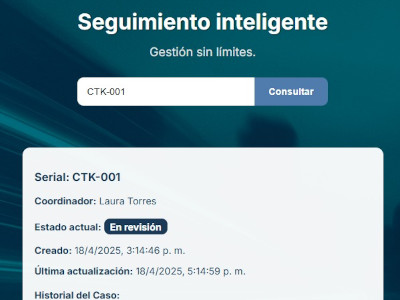 Seguimiento inteligente
Gestión sin límites.
CTK-001
Consultar
Serial: CTK-001
Coordinador: Laura Torres
Estado actual: En revisión
Creado: 18/4/2025, 3:14:46 p. m.
Última actualización: 18/4/2025, 5:14:59 p. m.
Historial del Caso: